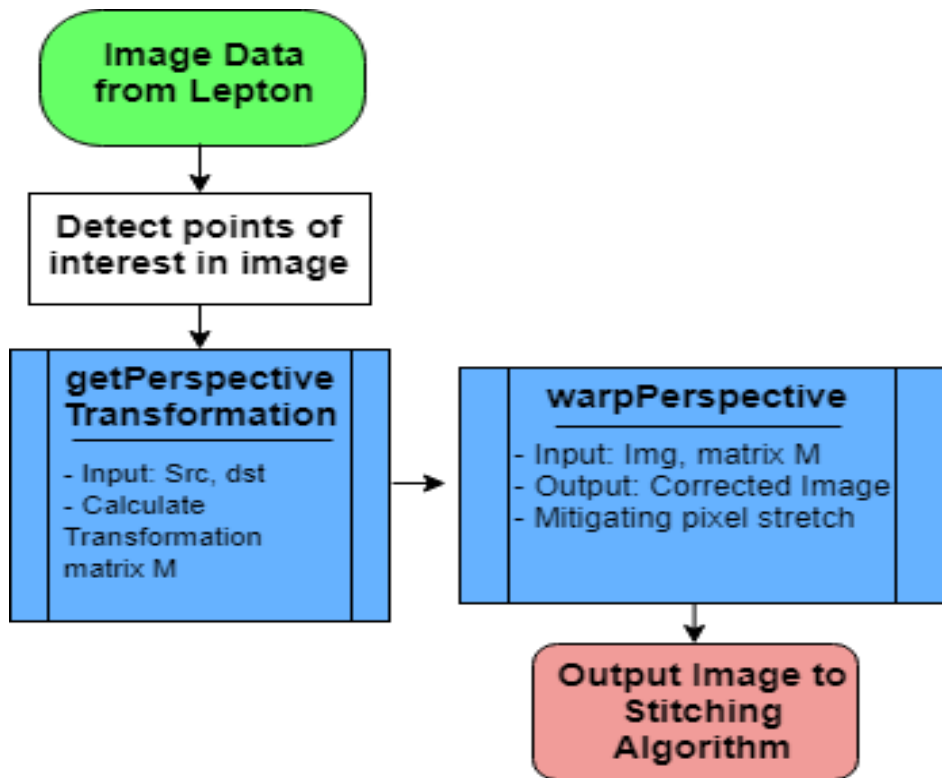 Image Data
from Lepton
Detect points of
interest in image
getPerspective
Transformation
- Input: Src, dst
- Calculate
Transformation
matrix M
warpPerspective
- Input: Img, matrix M
- Output: Corrected Image
- Mitigating pixel stretch
Output Image to
Stitching
Algorithm